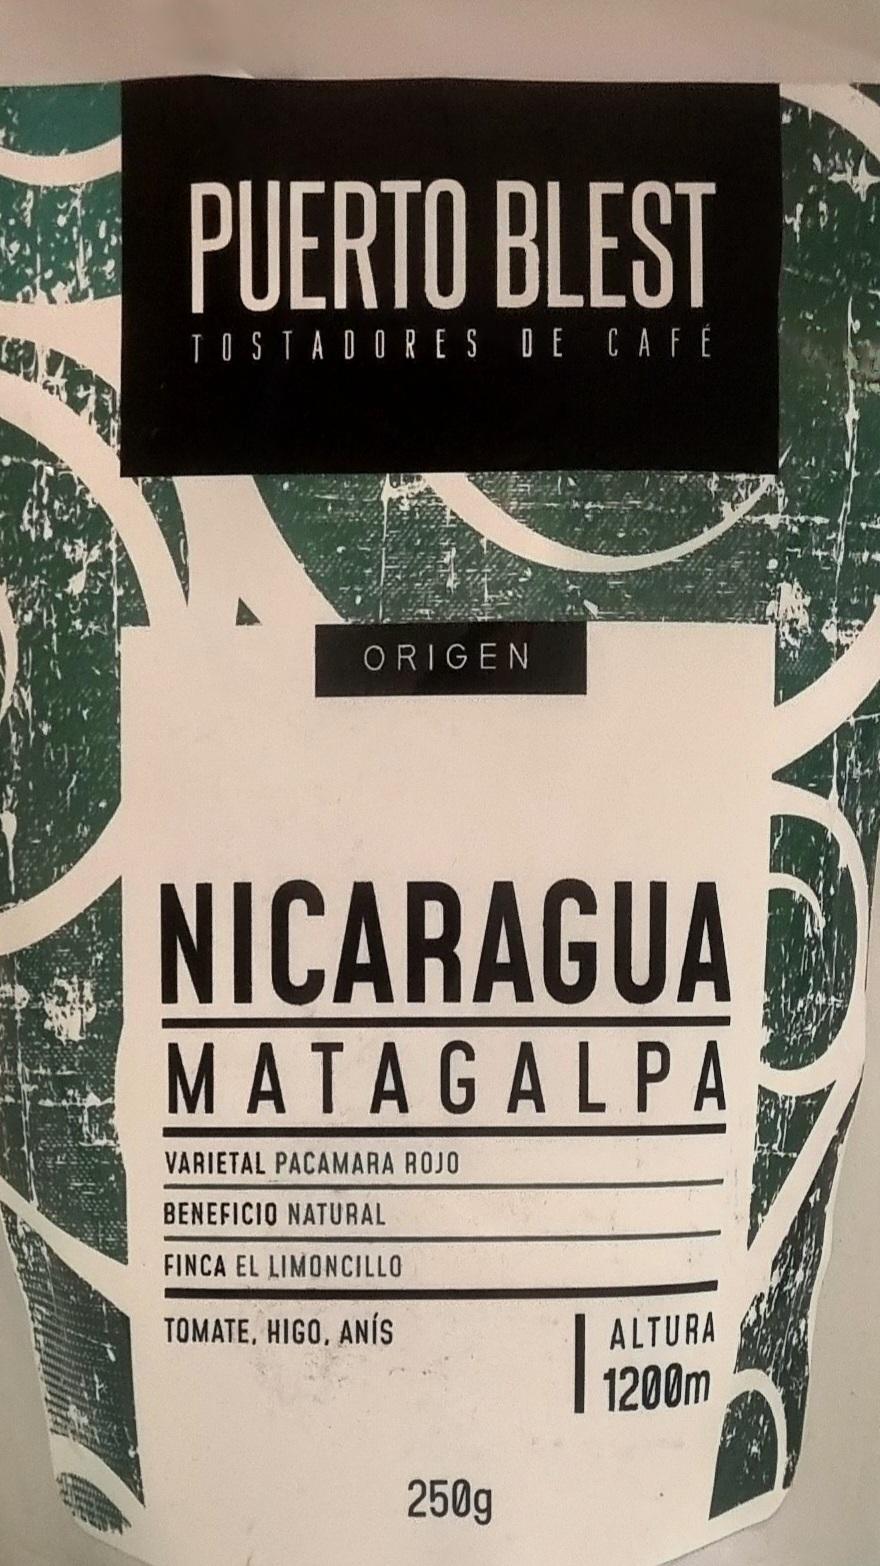 PUERTO BLEST
TOSTADORES DE CAFÉ
ORIGEN
NICARAGUA
MATAGALPA
VARIETAL PACAMARA ROJO
BENEFICIO NATURAL
FINCA EL LIMONCILLO
TOMATE, HIGO, ANÍS
ALTURA
1200m
250g